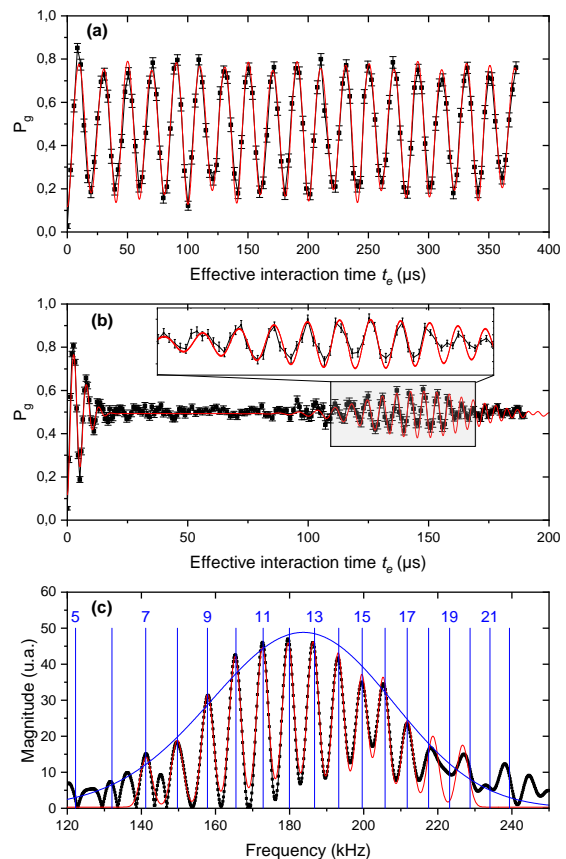 (a)
1,0
0,8
0,6
0,4
0,2
0,0
P_g
0 50 100 150 200 250 300 350 400
Effective interaction time t_e (μs)
(b)
1,0
0,8
0,6
0,4
0,2
0,0
P_g
0 50 100 150 200
Effective interaction time t_e (μs)
(c)
5 7 9 11 13 15 17 19 21
50
40
30
20
10
0
Magnitude (u.a.)
120 140 160 180 200 220 240
Frequency (kHz)